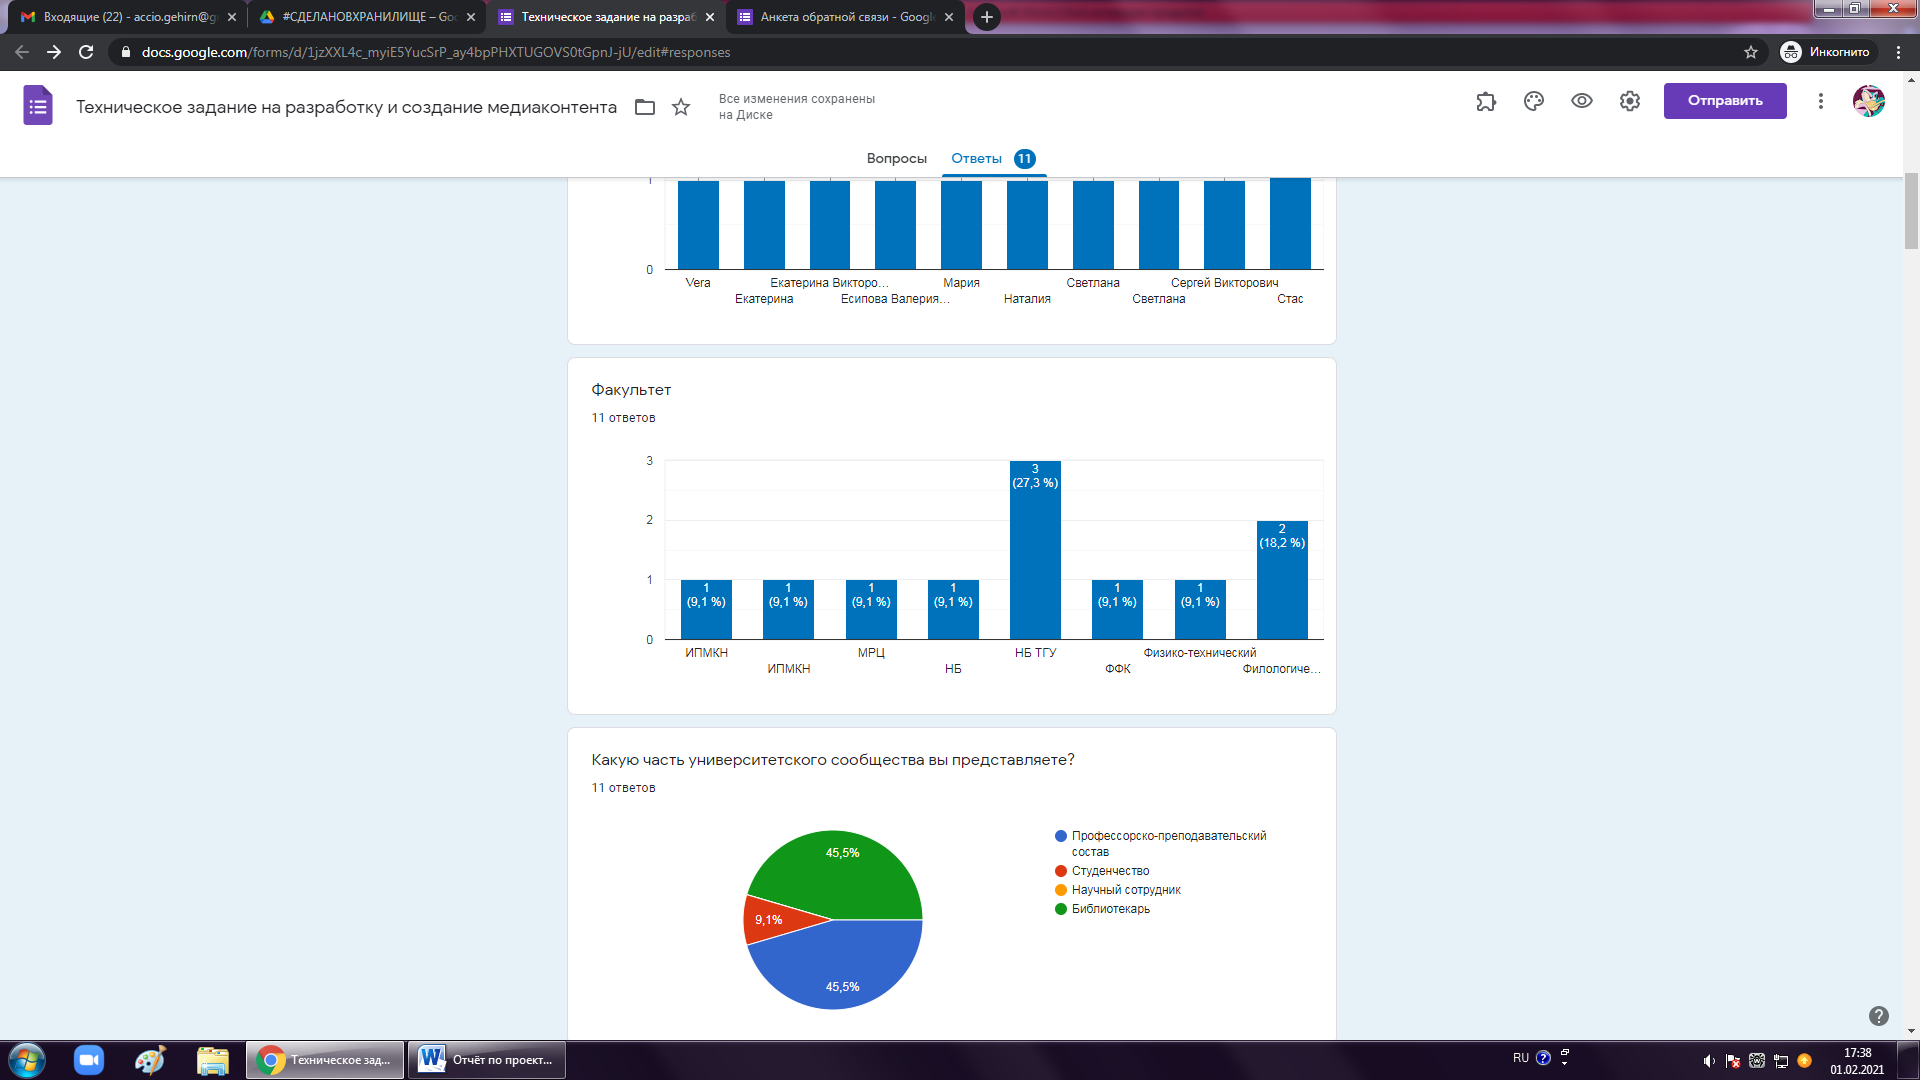 Входящие (22) - accio.gehirn@g
#СДЕЛАНОВХРАНИЛИЩЕ – Goo
Техническое задание на разраб
Анкета обратной связи - Google
docs.google.com/forms/d/1jzXXL4c_myiE5YucSrP_ay4bpPHXTUGOVS0tGpnJ-jU/edit#responses
Инкогнито
Техническое задание на разработку и создание медиаконтента
Все изменения сохранены
на Диске
Отправить
Вопросы
Ответы 11
1
0
Vera
Екатерина Викторо…
Мария
Светлана
Сергей Викторович
Екатерина
Есипова Валерия…
Наталия
Светлана
Стас
Факультет
11 ответов
3
2
1
0
1
(9,1 %)
1
(9,1 %)
1
(9,1 %)
1
(9,1 %)
3
(27,3 %)
1
(9,1 %)
1
(9,1 %)
2
(18,2 %)
ИПМКН
МРЦ
НБ ТГУ
Физико-технический
ИПМКН
НБ
ФФК
Филологиче…
Какую часть университетского сообщества вы представляете?
11 ответов
45,5%
9,1%
45,5%
Профессорско-преподавательский
состав
Студенчество
Научный сотрудник
Библиотекарь
Техническое зад...
Отчёт по проект...
RU
17:38
01.02.2021